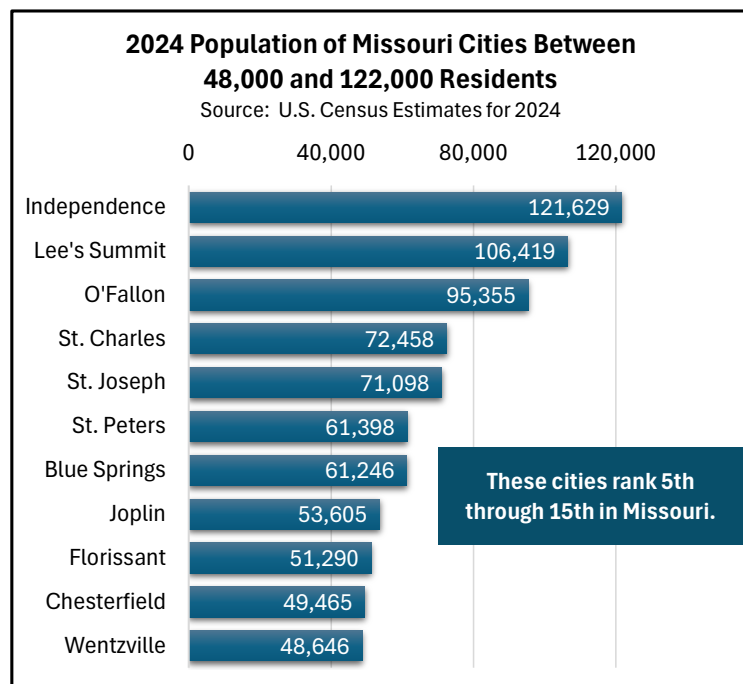 2024 Population of Missouri Cities Between
48,000 and 122,000 Residents
Source: U.S. Census Estimates for 2024
0 40,000 80,000 120,000
Independence 121,629
Lee's Summit 106,419
O'Fallon 95,355
St. Charles 72,458
St. Joseph 71,098
St. Peters 61,398
Blue Springs 61,246
Joplin 53,605
Florissant 51,290
Chesterfield 49,465
Wentzville 48,646
These cities rank 5th
through 15th in Missouri.